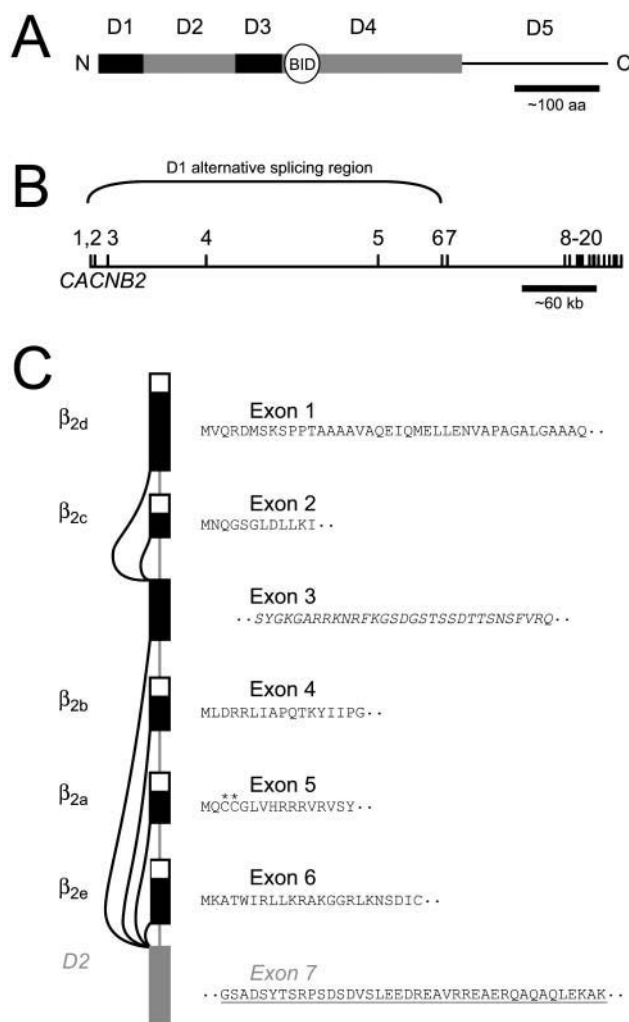 A
D1 D2 D3 D4 D5
N BID C
~100 aa
B
D1 alternative splicing region
1,2 3 4 5 67 8-20
CACNB2
~60 kb
C
β2d
Exon 1
MVQRDMSKSPPTAAAAVAQEIQMELLENVAPAGALGAAAQ··
β2c
Exon 2
MNQGSGLDLLKI··
Exon 3
··SYGKGARRKNRFKGSDGSTSSDTTSNSFVRQ··
β2b
Exon 4
MLDRRLIAPQTKYIIPG··
β2a
Exon 5
**
MQCCGLVHRRRVRVSY··
β2e
Exon 6
MKATWIRLLKRAKGGRLKNSDIC··
D2
Exon 7
··GSADSYTSRPSDSDVSLEEDREAVRREAERQAQAQLEKAK··